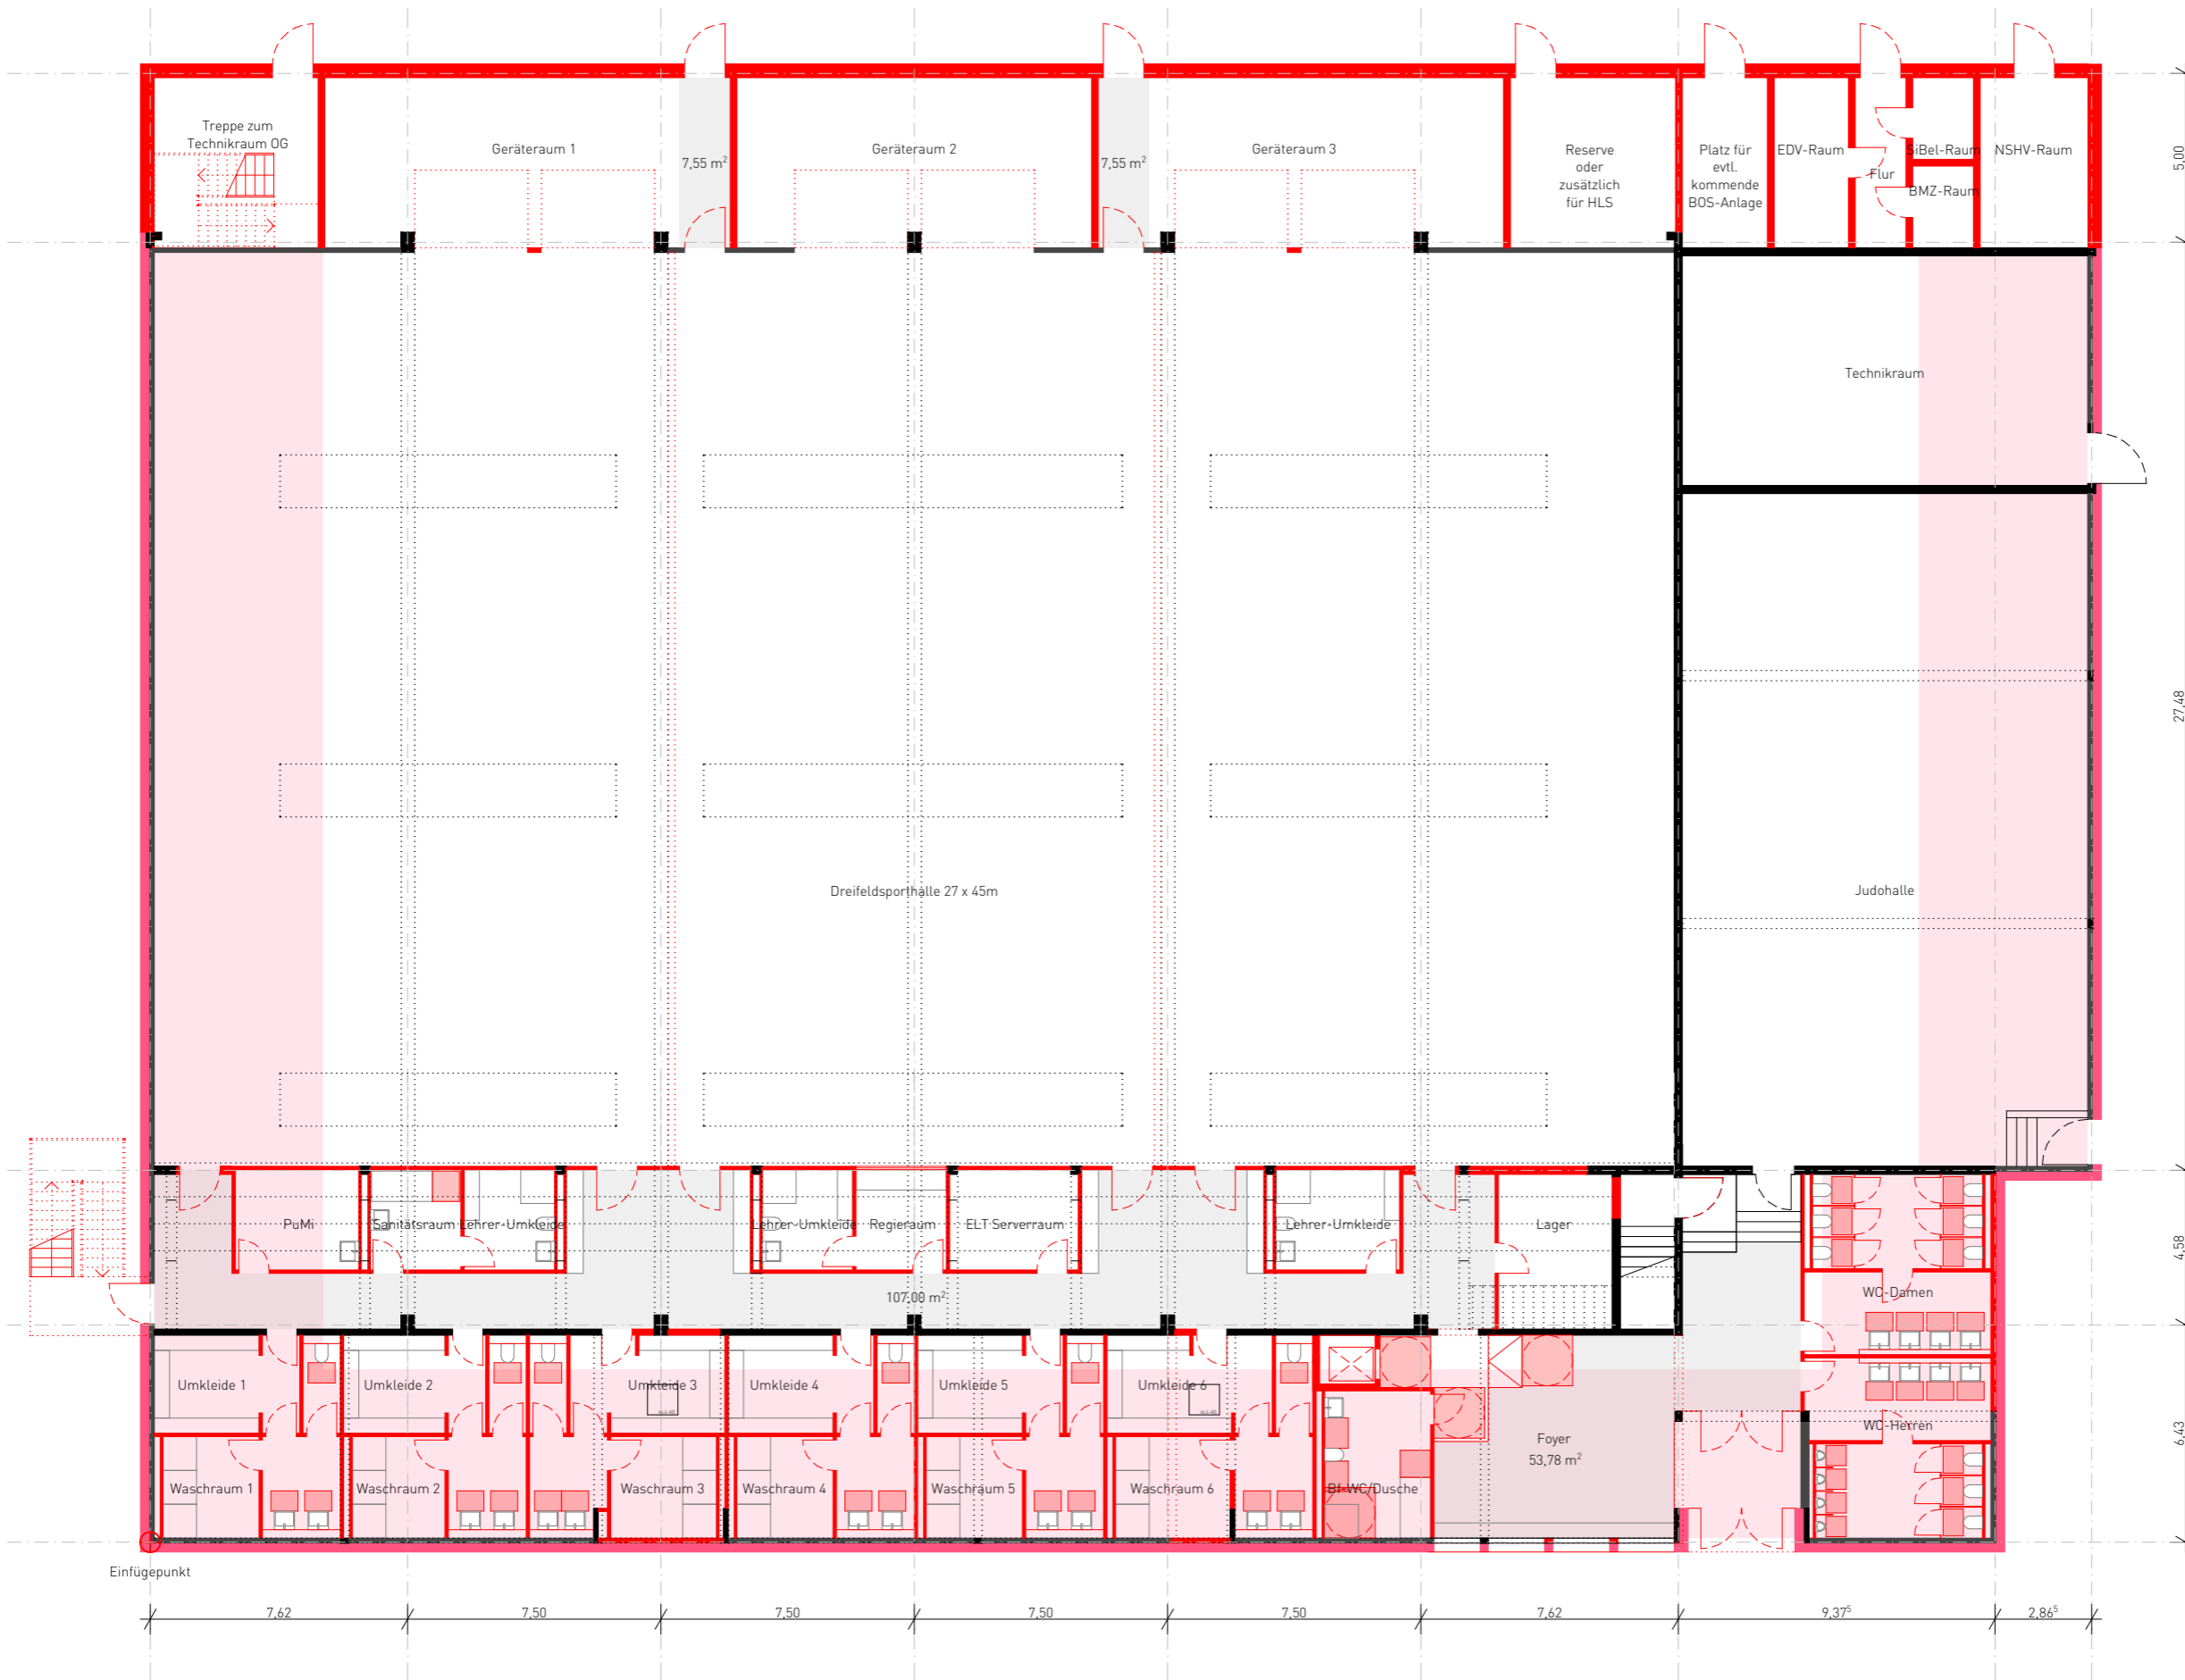 Treppe zum
Technikraum OG
Geräteraum 1
7,55 m²
Geräteraum 2
7,55 m²
Geräteraum 3
Reserve
oder
zusätzlich
für HLS
Platz für
evtl.
kommende
BOS-Anlage
EDV-Raum
Flur
SiBel-Raum
BMZ-Raum
NSHV-Raum
5,00
Technikraum
27,48
Dreifeldsporthalle 27 x 45m
Judohalle
PuMi
Sanitätsraum
Lehrer-Umkleide
Lehrer-Umkleide
Regieraum
ELT Serverraum
Lehrer-Umkleide
Lager
4,58
107,00 m²
WC-Damen
Umkleide 1
Umkleide 2
Umkleide 3
Umkleide 4
Umkleide 5
Umkleide 6
WC-Herren
Foyer
53,78 m²
6,43
Waschraum 1
Waschraum 2
Waschraum 3
Waschraum 4
Waschraum 5
Waschraum 6
Bf-WC/Dusche
Einfügepunkt
7,62
7,50
7,50
7,50
7,50
7,62
9,37⁵
2,86⁵